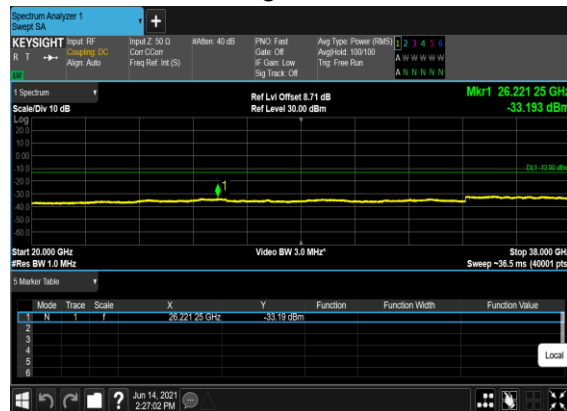 Spectrum Analyzer 1
Swept SA
+
KEYSIGHT
R T
LXI
Input: RF
Coupling: DC
Align: Auto
Input Z: 50 Ω
Corr CCorr
Freq Ref: Int (S)
#Atten: 40 dB
PNO: Fast
Gate: Off
IF Gain: Low
Sig Track: Off
Avg Type: Power (RMS)
Avg|Hold: 100/100
Trig: Free Run
1 2 3 4 5 6
A W W W W W
A N N N N N
1 Spectrum
Scale/Div 10 dB
Ref Lvl Offset 8.71 dB
Ref Level 30.00 dBm
Mkr1 26.221 25 GHz
-33.193 dBm
Log
20.0
10.0
0.00
-10.0
DL1 -13.00 dBm
-20.0
1
-30.0
-40.0
-50.0
-60.0
Start 20.000 GHz
#Res BW 1.0 MHz
Video BW 3.0 MHz*
Stop 38.000 GHz
Sweep ~36.5 ms (40001 pts)
5 Marker Table
Mode Trace Scale X Y Function Function Width Function Value
1 N 1 f 26.221 25 GHz -33.19 dBm
2
3
4
5
6
Local
?
Jun 14, 2021
2:27:02 PM